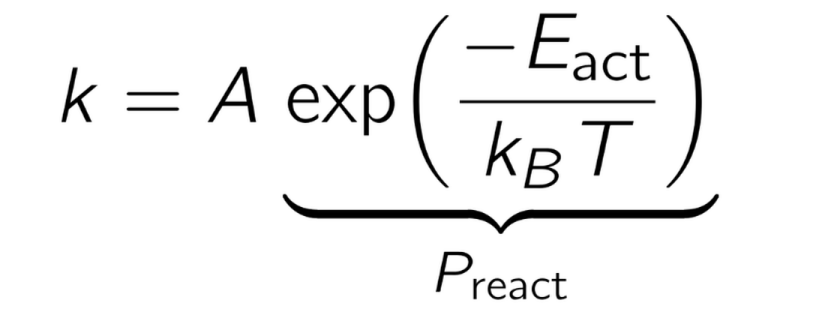 k = A exp(−E_act / k_B T)
P_react